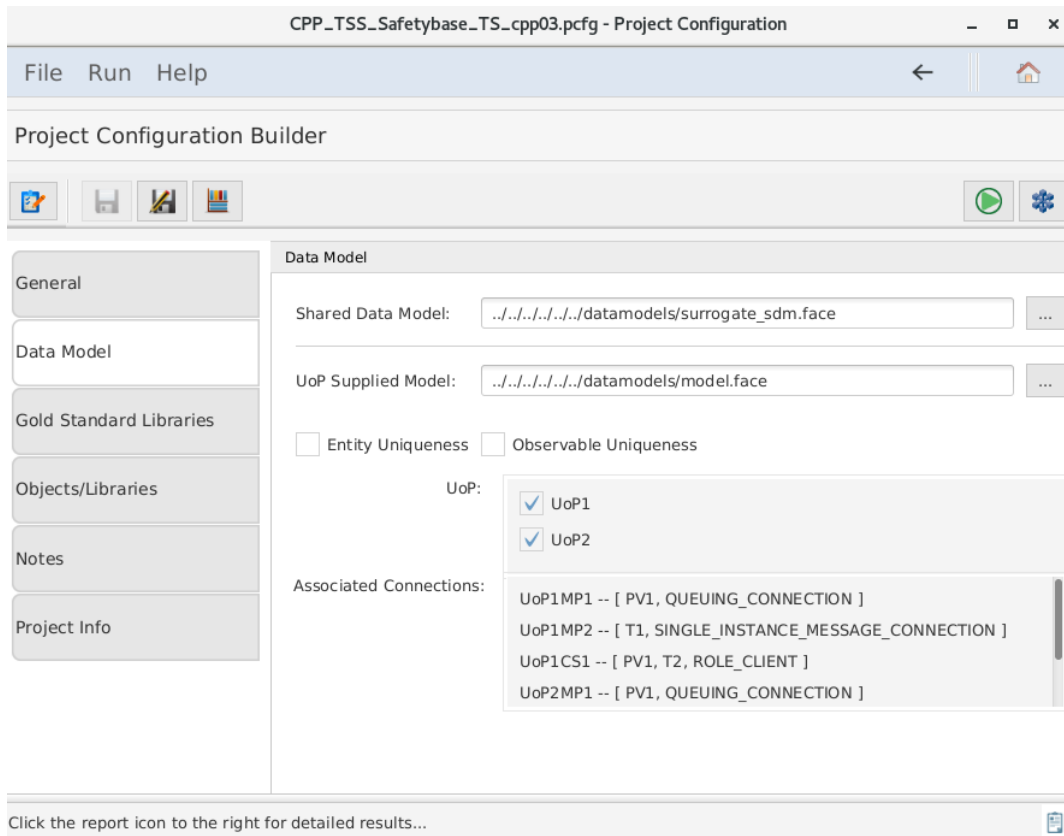 CPP_TSS_Safetybase_TS_cpp03.pcfg - Project Configuration
File Run Help
Project Configuration Builder
General
Data Model
Gold Standard Libraries
Objects/Libraries
Notes
Project Info
Data Model
Shared Data Model: ../../../../../../datamodels/surrogate_sdm.face ...
UoP Supplied Model: ../../../../../../datamodels/model.face ...
Entity Uniqueness Observable Uniqueness
UoP:
UoP1
UoP2
Associated Connections:
UoP1MP1 -- [ PV1, QUEUING_CONNECTION ]
UoP1MP2 -- [ T1, SINGLE_INSTANCE_MESSAGE_CONNECTION ]
UoP1CS1 -- [ PV1, T2, ROLE_CLIENT ]
UoP2MP1 -- [ PV1, QUEUING_CONNECTION ]
Click the report icon to the right for detailed results...